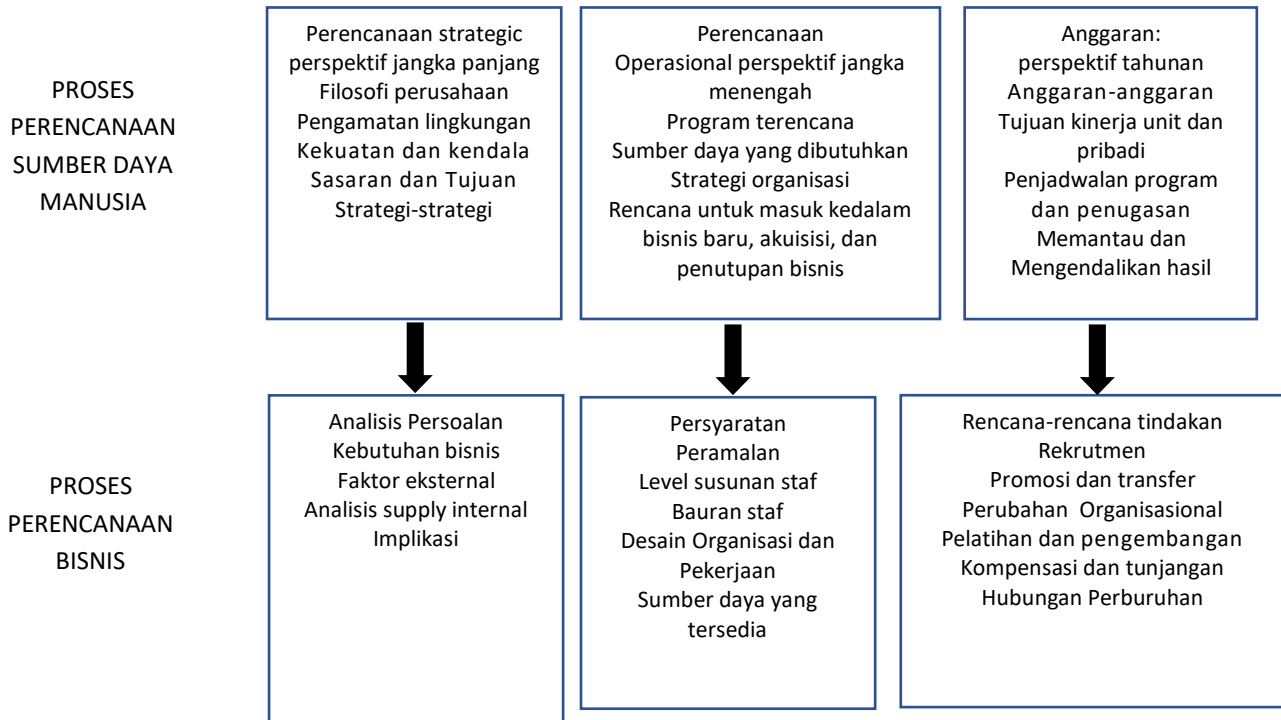 PROSES
PERENCANAAN
SUMBER DAYA
MANUSIA
Perencanaan strategic
perspektif jangka panjang
Filosofi perusahaan
Pengamatan lingkungan
Kekuatan dan kendala
Sasaran dan Tujuan
Strategi-strategi
Perencanaan
Operasional perspektif jangka
menengah
Program terencana
Sumber daya yang dibutuhkan
Strategi organisasi
Rencana untuk masuk kedalam
bisnis baru, akuisisi, dan
penutupan bisnis
Anggaran:
perspektif tahunan
Anggaran-anggaran
Tujuan kinerja unit dan
pribadi
Penjadwalan program
dan penugasan
Memantau dan
Mengendalikan hasil
PROSES
PERENCANAAN
BISNIS
Analisis Persoalan
Kebutuhan bisnis
Faktor eksternal
Analisis supply internal
Implikasi
Persyaratan
Peramalan
Level susunan staf
Bauran staf
Desain Organisasi dan
Pekerjaan
Sumber daya yang
tersedia
Rencana-rencana tindakan
Rekrutmen
Promosi dan transfer
Perubahan Organisasional
Pelatihan dan pengembangan
Kompensasi dan tunjangan
Hubungan Perburuhan